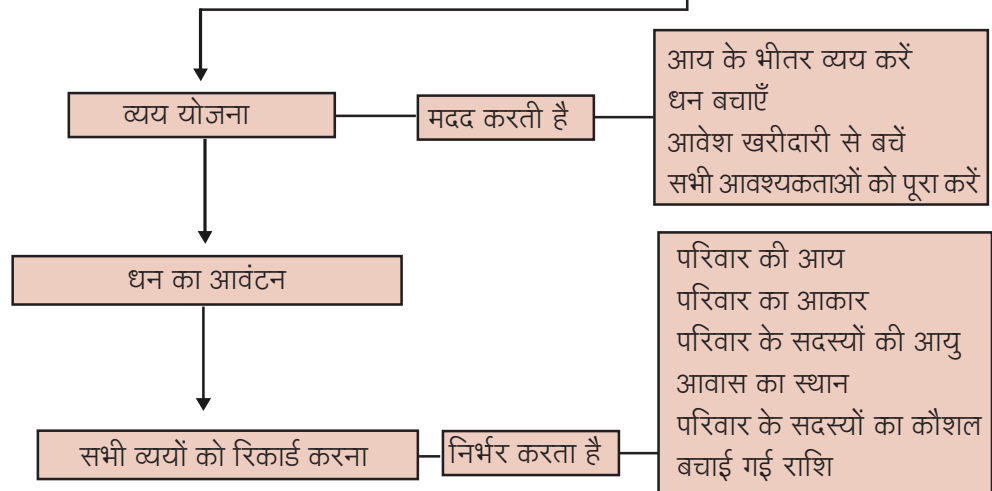 व्यय योजना
मदद करती है
आय के भीतर व्यय करें
धन बचाएँ
आवेश खरीदारी से बचें
सभी आवश्यकताओं को पूरा करें
धन का आवंटन
सभी व्ययों को रिकार्ड करना
निर्भर करता है
परिवार की आय
परिवार का आकार
परिवार के सदस्यों की आयु
आवास का स्थान
परिवार के सदस्यों का कौशल
बचाई गई राशि